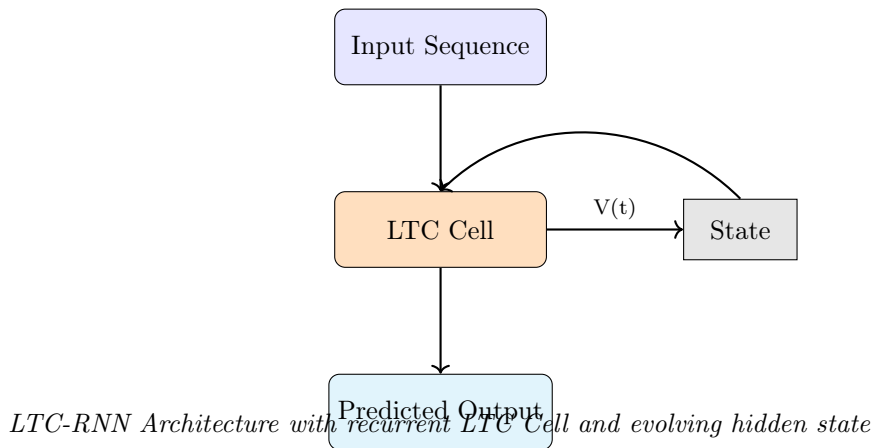 Input Sequence
LTC Cell
V(t)
State
Predicted Output
LTC-RNN Architecture with recurrent LTC Cell and evolving hidden state